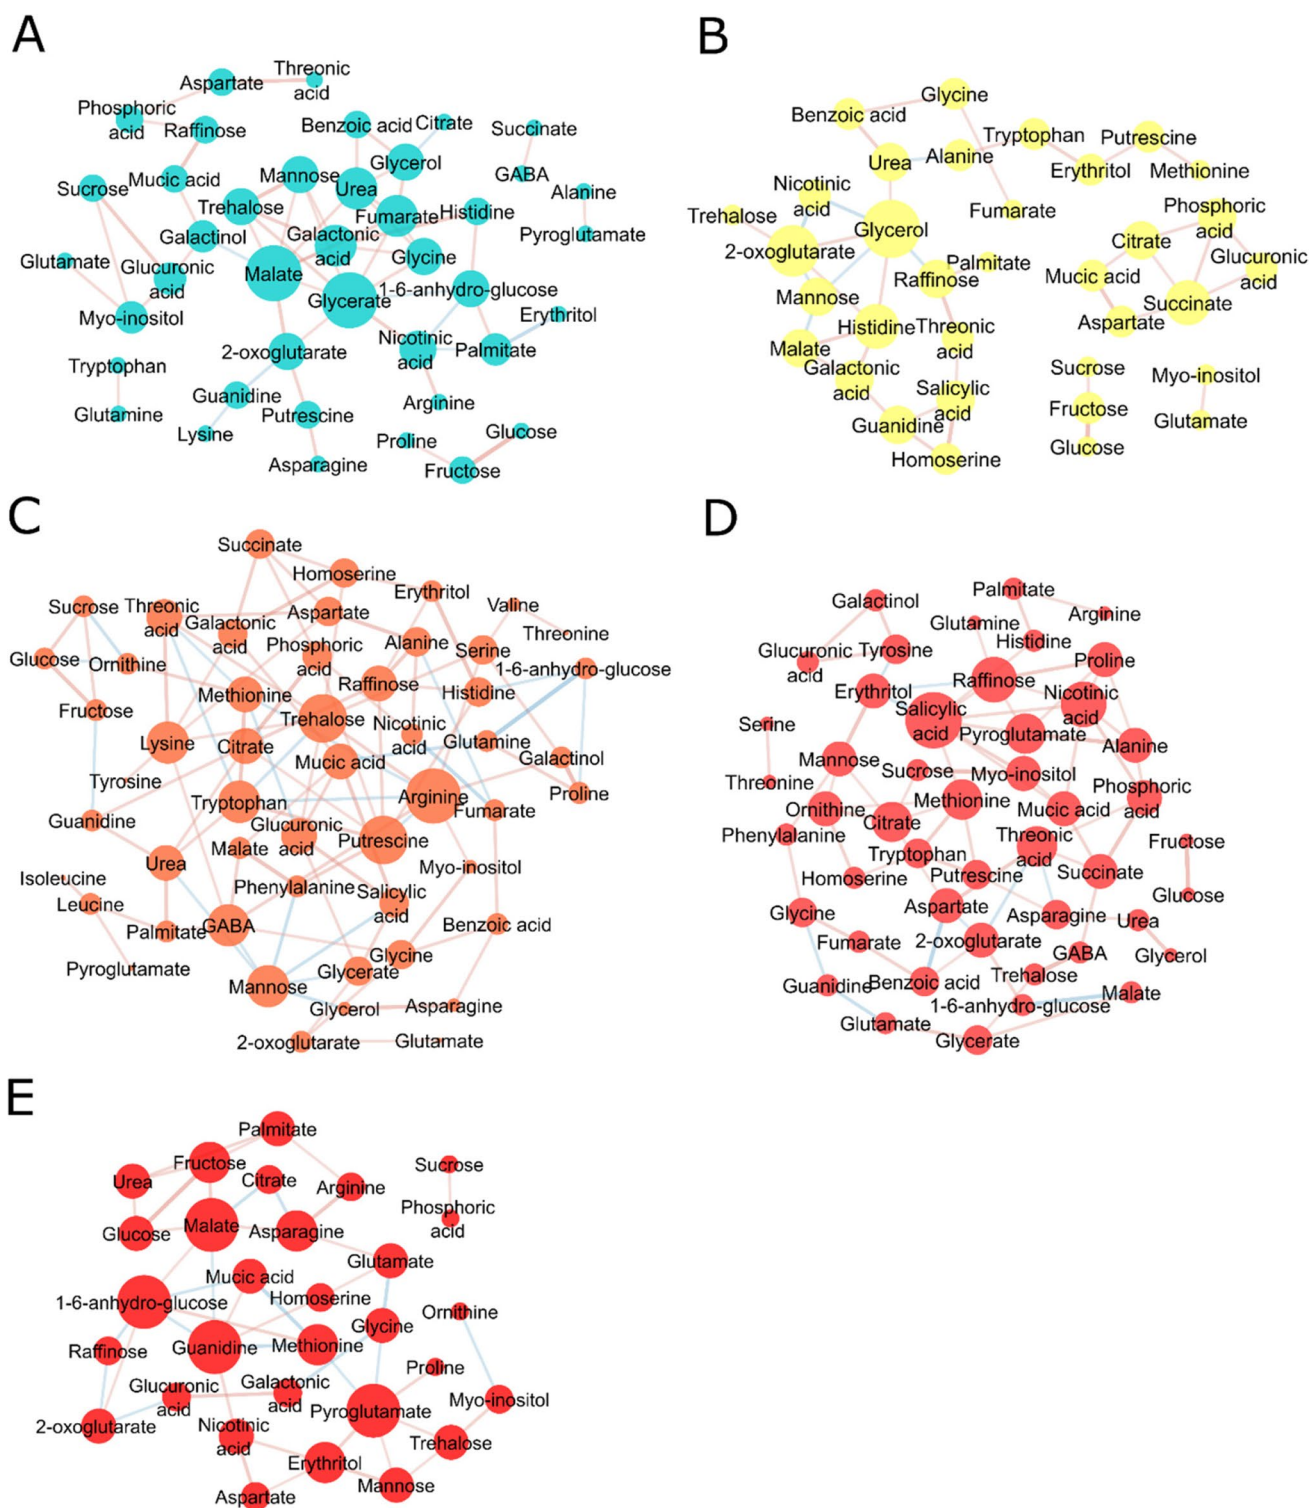 A
Threonic
acid
Aspartate
Phosphoric
acid
Raffinose
Benzoic acid
Citrate
Succinate
Glycerol
GABA
Mucic acid
Mannose
Urea
Alanine
Sucrose
Trehalose
Fumarate
Histidine
Galactinol
Galactonic
acid
Pyroglutamate
Glycine
Glutamate
Glucuronic
acid
Malate
Glycerate
1-6-anhydro-glucose
Myo-inositol
Erythritol
2-oxoglutarate
Nicotinic
acid
Palmitate
Tryptophan
Guanidine
Arginine
Glutamine
Putrescine
Lysine
Proline
Glucose
Asparagine
Fructose
B
Glycine
Benzoic acid
Tryptophan
Putrescine
Urea
Alanine
Erythritol
Methionine
Nicotinic
acid
Trehalose
Fumarate
Phosphoric
acid
Glycerol
2-oxoglutarate
Citrate
Palmitate
Glucuronic
acid
Raffinose
Mucic acid
Mannose
Succinate
Histidine
Threonic
acid
Aspartate
Malate
Galactonic
acid
Sucrose
Myo-inositol
Salicylic
acid
Fructose
Guanidine
Glutamate
Glucose
Homoserine
C
Succinate
Homoserine
Erythritol
Sucrose
Threonic
acid
Galactonic
acid
Aspartate
Valine
Threonine
Phosphoric
acid
Alanine
Serine
Glucose
Ornithine
1-6-anhydro-glucose
Raffinose
Methionine
Histidine
Fructose
Trehalose
Nicotinic
acid
Lysine
Citrate
Glutamine
Mucic acid
Galactinol
Tyrosine
Tryptophan
Arginine
Proline
Fumarate
Guanidine
Glucuronic
acid
Putrescine
Malate
Urea
Myo-inositol
Isoleucine
Phenylalanine
Salicylic
acid
Leucine
Palmitate
GABA
Benzoic acid
Glycine
Pyroglutamate
Glycerate
Mannose
Glycerol
Asparagine
2-oxoglutarate
Glutamate
D
Palmitate
Galactinol
Arginine
Glutamine
Histidine
Glucuronic
acid
Tyrosine
Proline
Raffinose
Erythritol
Nicotinic
acid
Salicylic
acid
Serine
Pyroglutamate
Alanine
Mannose
Sucrose
Myo-inositol
Threonine
Phosphoric
acid
Methionine
Ornithine
Mucic acid
Citrate
Phenylalanine
Threonic
acid
Fructose
Tryptophan
Putrescine
Succinate
Homoserine
Glucose
Aspartate
Glycine
Asparagine
Urea
Fumarate
2-oxoglutarate
GABA
Glycerol
Trehalose
Guanidine
Benzoic acid
Malate
1-6-anhydro-glucose
Glutamate
Glycerate
E
Palmitate
Fructose
Sucrose
Urea
Citrate
Arginine
Phosphoric
acid
Glucose
Malate
Asparagine
Glutamate
Mucic acid
Homoserine
1-6-anhydro-glucose
Ornithine
Glycine
Raffinose
Guanidine
Methionine
Proline
Glucuronic
acid
Galactonic
acid
Myo-inositol
Pyroglutamate
2-oxoglutarate
Nicotinic
acid
Trehalose
Erythritol
Mannose
Aspartate